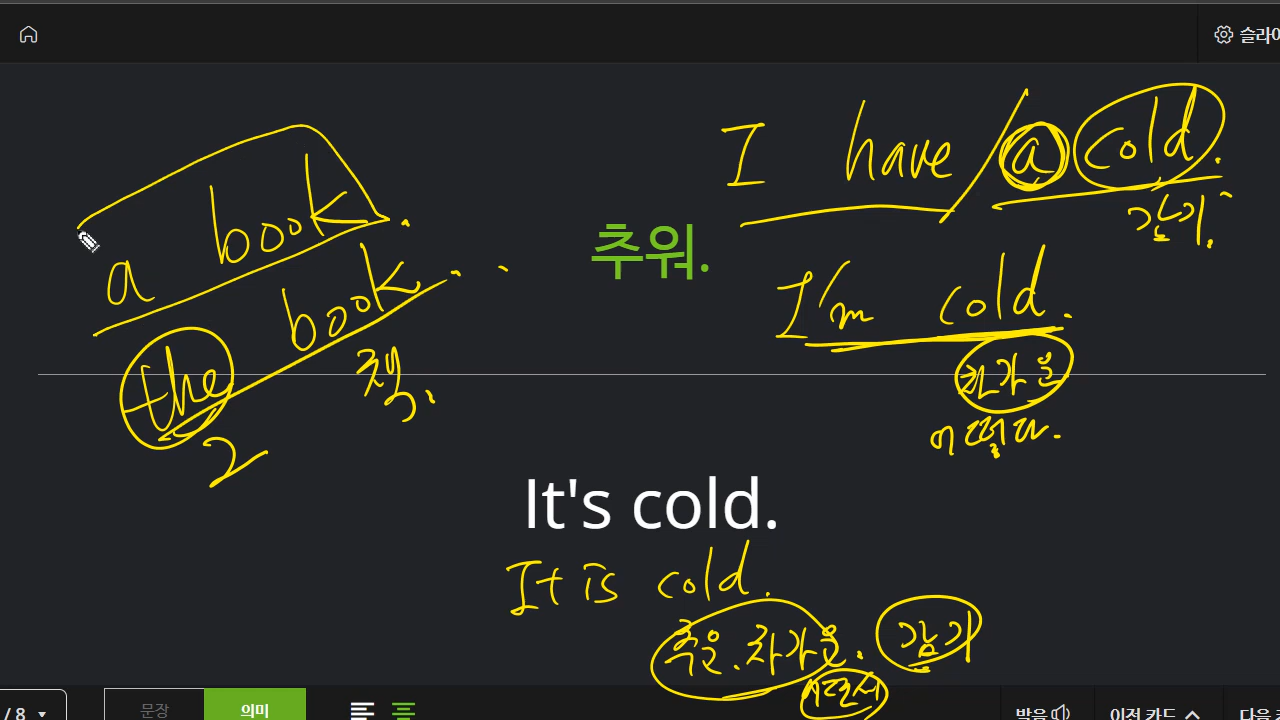 슬라이
I have a cold.
감기.
a book.
추워.
I'm cold.
the book.
책.
차가운
2
It's cold.
It is cold.
추운. 차가운. 감기
/ 8
문장
의미
발음
이전 카드
다음